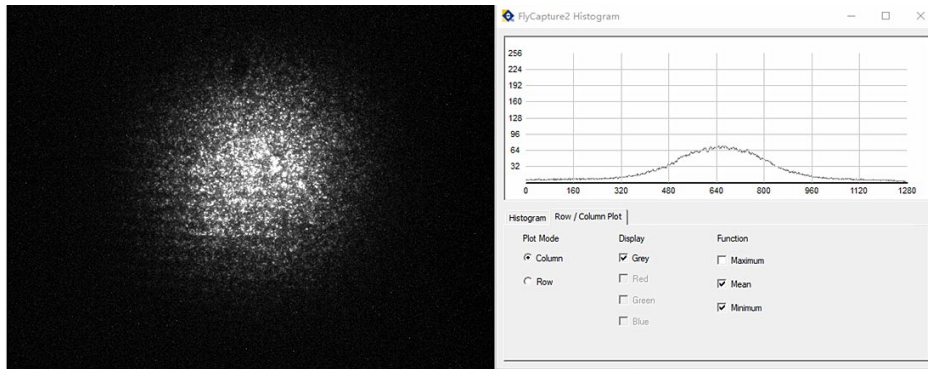 FlyCapture2 Histogram
256
224
192
160
128
96
64
32
0 160 320 480 640 800 960 1120 1280
Histogram Row / Column Plot
Plot Mode Display Function
Column Grey Maximum
Row Red Mean
Green Minimum
Blue